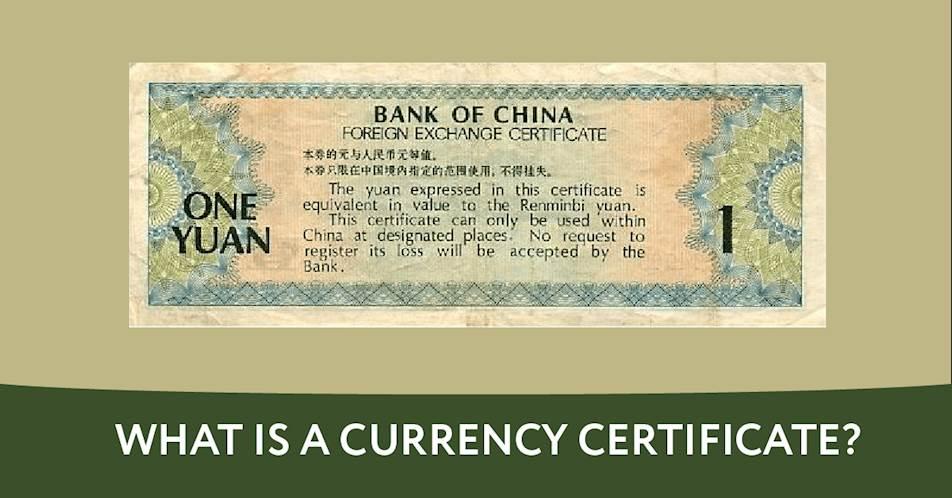 BANK OF CHINA
FOREIGN EXCHANGE CERTIFICATE
本券的元与人民币元等值。
本券只限在中国境内指定的范围使用；不得挂失。
The yuan expressed in this certificate is
equivalent in value to the Renminbi yuan.
This certificate can only be used within
China at designated places. No request to
register its loss will be accepted by the
Bank.
ONE
YUAN
1
WHAT IS A CURRENCY CERTIFICATE?